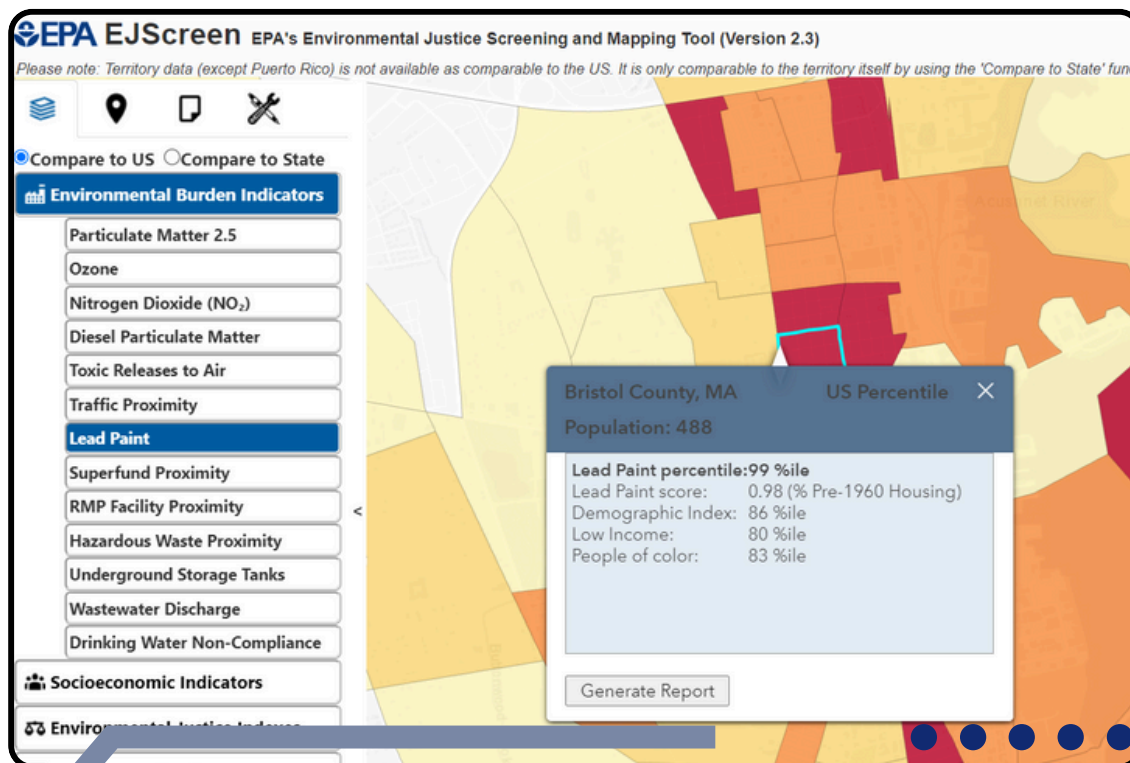 EPA EJScreen EPA's Environmental Justice Screening and Mapping Tool (Version 2.3)
Please note: Territory data (except Puerto Rico) is not available as comparable to the US. It is only comparable to the territory itself by using the 'Compare to State'
Compare to US Compare to State
Environmental Burden Indicators
Particulate Matter 2.5
Ozone
Nitrogen Dioxide (NO₂)
Diesel Particulate Matter
Toxic Releases to Air
Traffic Proximity
Lead Paint
Superfund Proximity
RMP Facility Proximity
Hazardous Waste Proximity
Underground Storage Tanks
Wastewater Discharge
Drinking Water Non-Compliance
Socioeconomic Indicators
<
Acushnet River
Bristol County, MA US Percentile
Population: 488
Lead Paint percentile:99 %ile
Lead Paint score: 0.98 (% Pre-1960 Housing)
Demographic Index: 86 %ile
Low Income: 80 %ile
People of color: 83 %ile
Generate Report